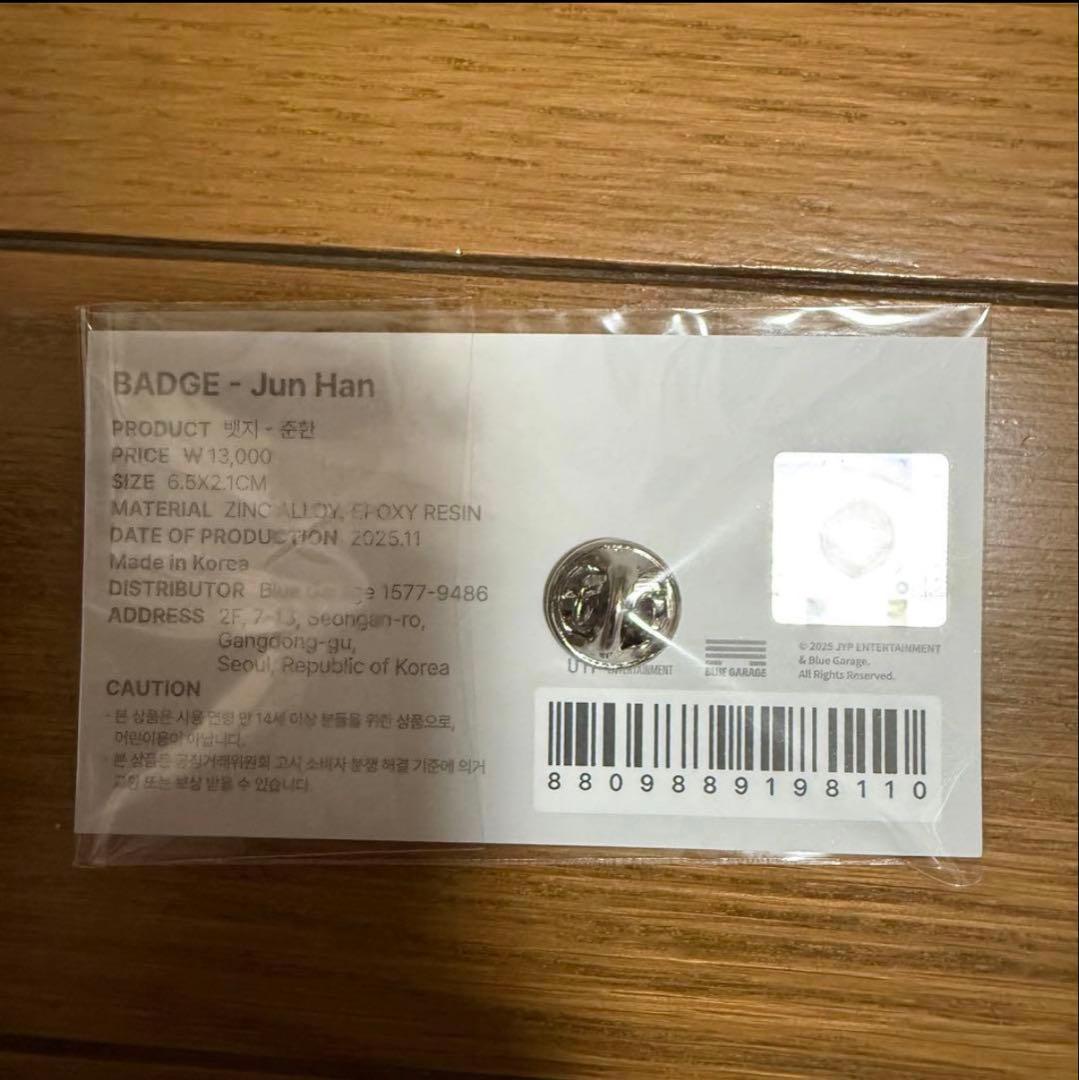 BADGE - Jun Han
PRODUCT 뱃지 - 준한
PRICE ₩ 13,000
SIZE 6.5X2.1CM
MATERIAL ZINC ALLOY, EPOXY RESIN
DATE OF PRODUCTION 2025.11
Made in Korea
DISTRIBUTOR Blue Garage 1577-9486
ADDRESS 2F, 7-13, Seongan-ro,
Gangdong-gu,
Seoul, Republic of Korea
CAUTION
- 본 상품은 사용 연령 만 14세 이상 분들을 위한 상품으로,
어린이용이 아닙니다.
- 본 상품은 공정거래위원회 고시 소비자 분쟁 해결 기준에 의거
교환 또는 보상 받을 수 있습니다.
ENTERTAINMENT
BLUE GARAGE
© 2025 JYP ENTERTAINMENT
& Blue Garage.
All Rights Reserved.
8809889198110